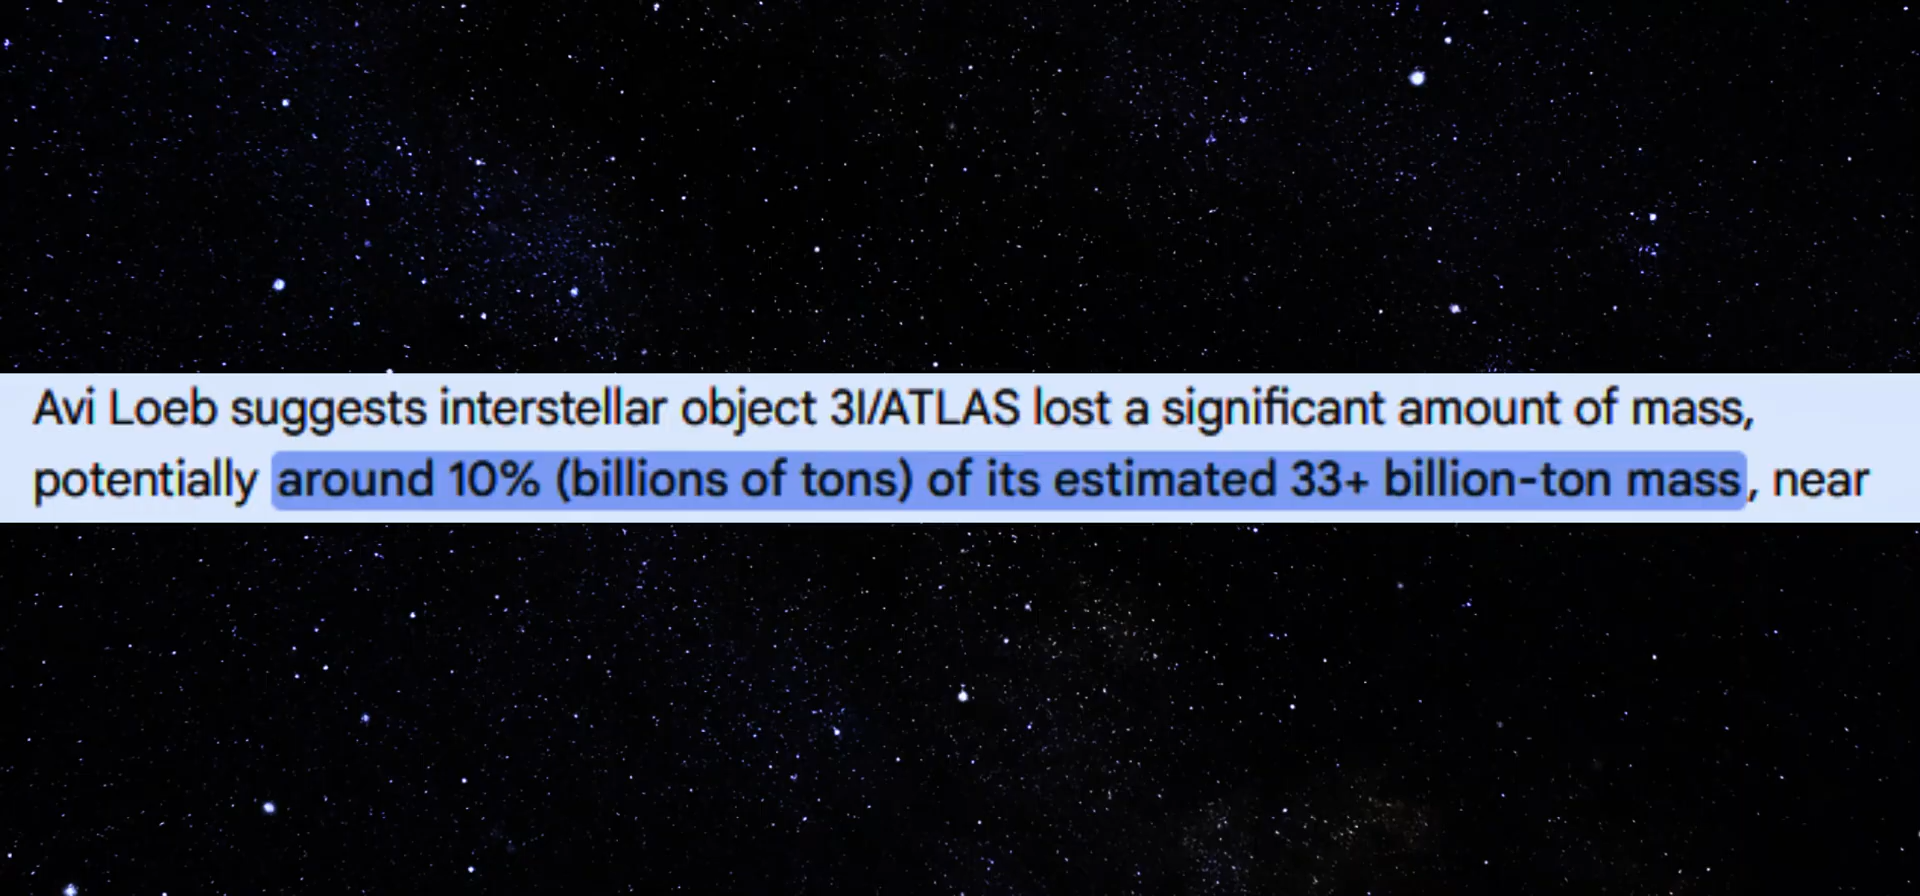 Avi Loeb suggests interstellar object 3I/ATLAS lost a significant amount of mass,
potentially around 10% (billions of tons) of its estimated 33+ billion-ton mass, near